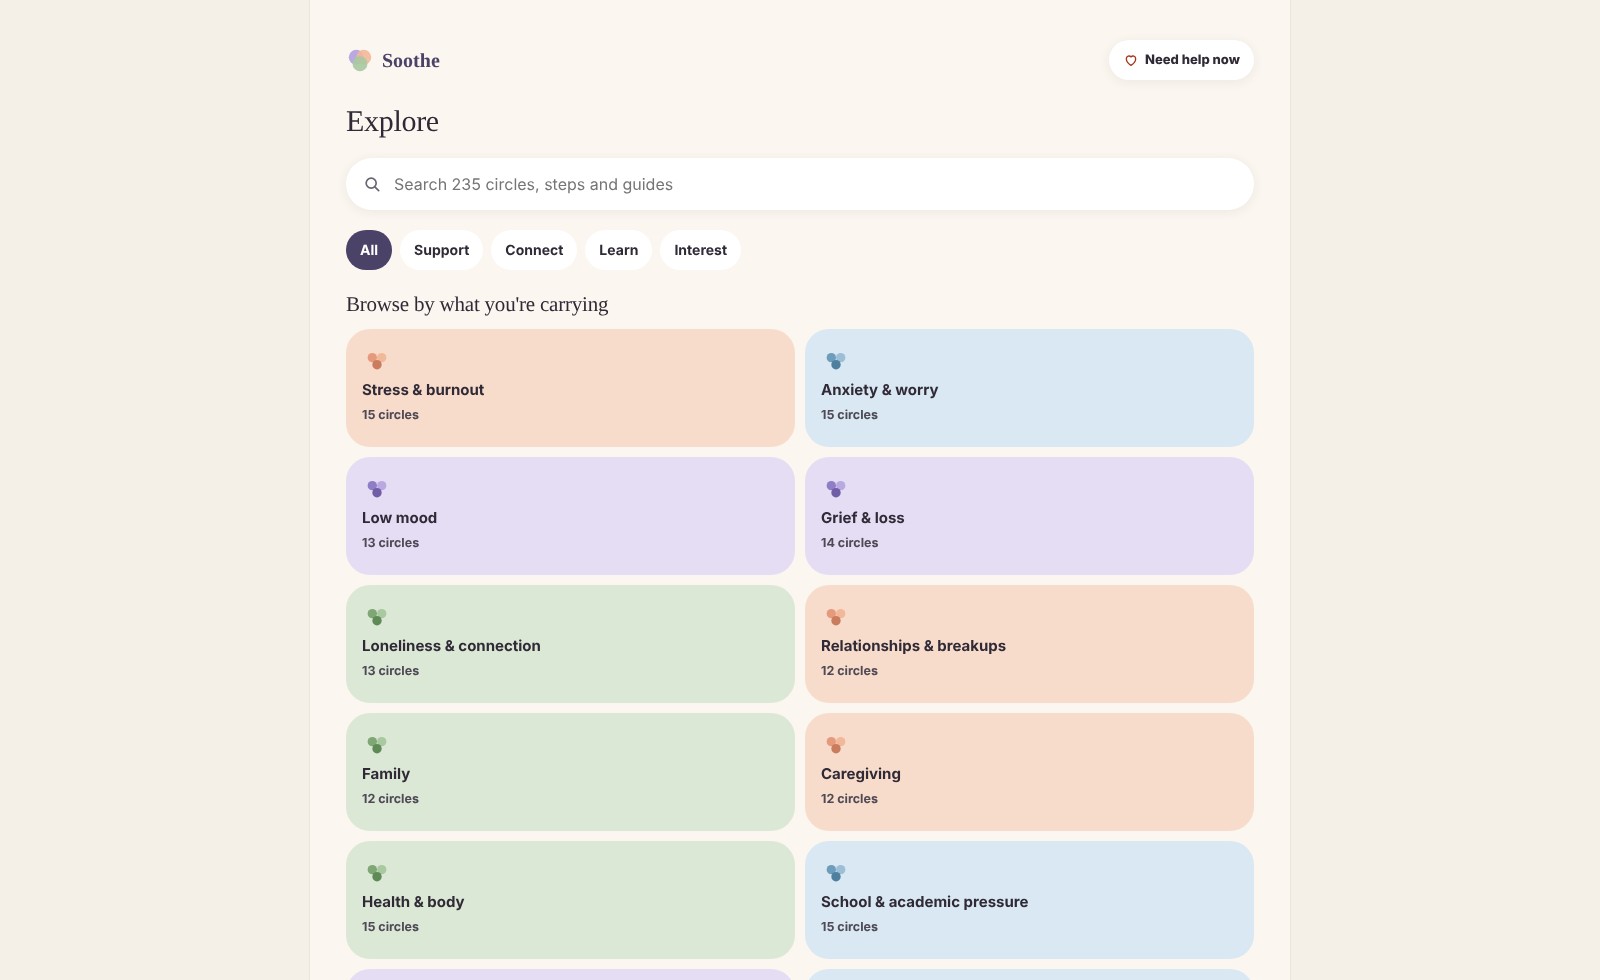 Soothe
Need help now
Explore
Search 235 circles, steps and guides
All
Support
Connect
Learn
Interest
Browse by what you're carrying
Stress & burnout
15 circles
Anxiety & worry
15 circles
Low mood
13 circles
Grief & loss
14 circles
Loneliness & connection
13 circles
Relationships & breakups
12 circles
Family
12 circles
Caregiving
12 circles
Health & body
15 circles
School & academic pressure
15 circles